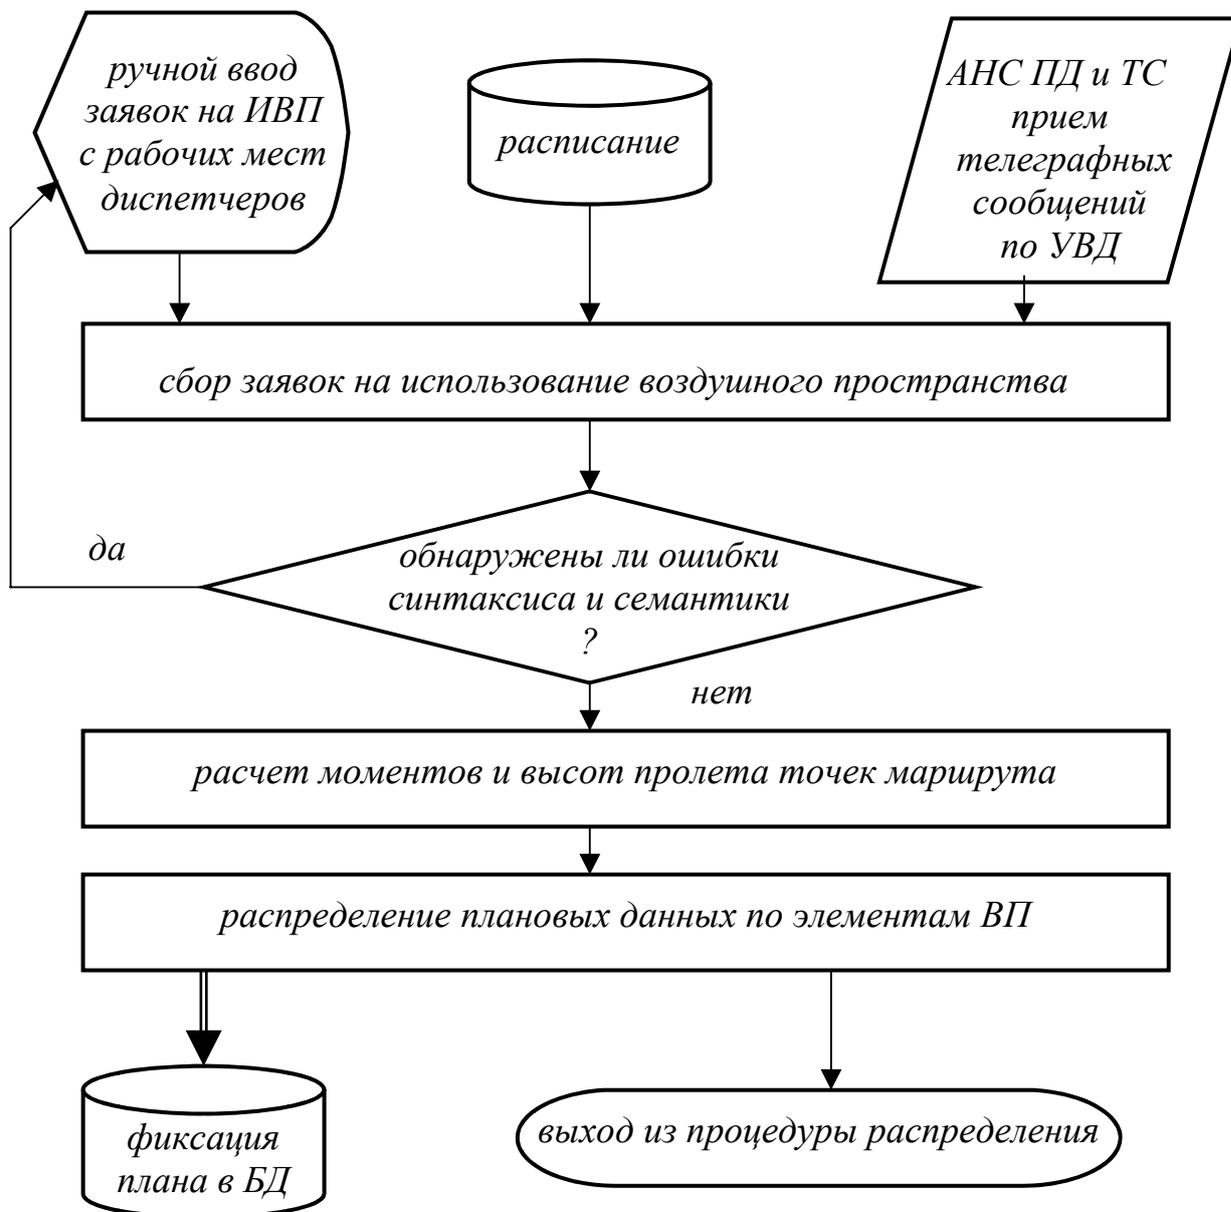 ручной ввод
заявок на ИВП
с рабочих мест
диспетчеров
расписание
АНС ПД и ТС
прием
телеграфных
сообщений
по УВД
сбор заявок на использование воздушного пространства
да
обнаружены ли ошибки
синтаксиса и семантики
?
нет
расчет моментов и высот пролета точек маршрута
распределение плановых данных по элементам ВП
фиксация
плана в БД
выход из процедуры распределения